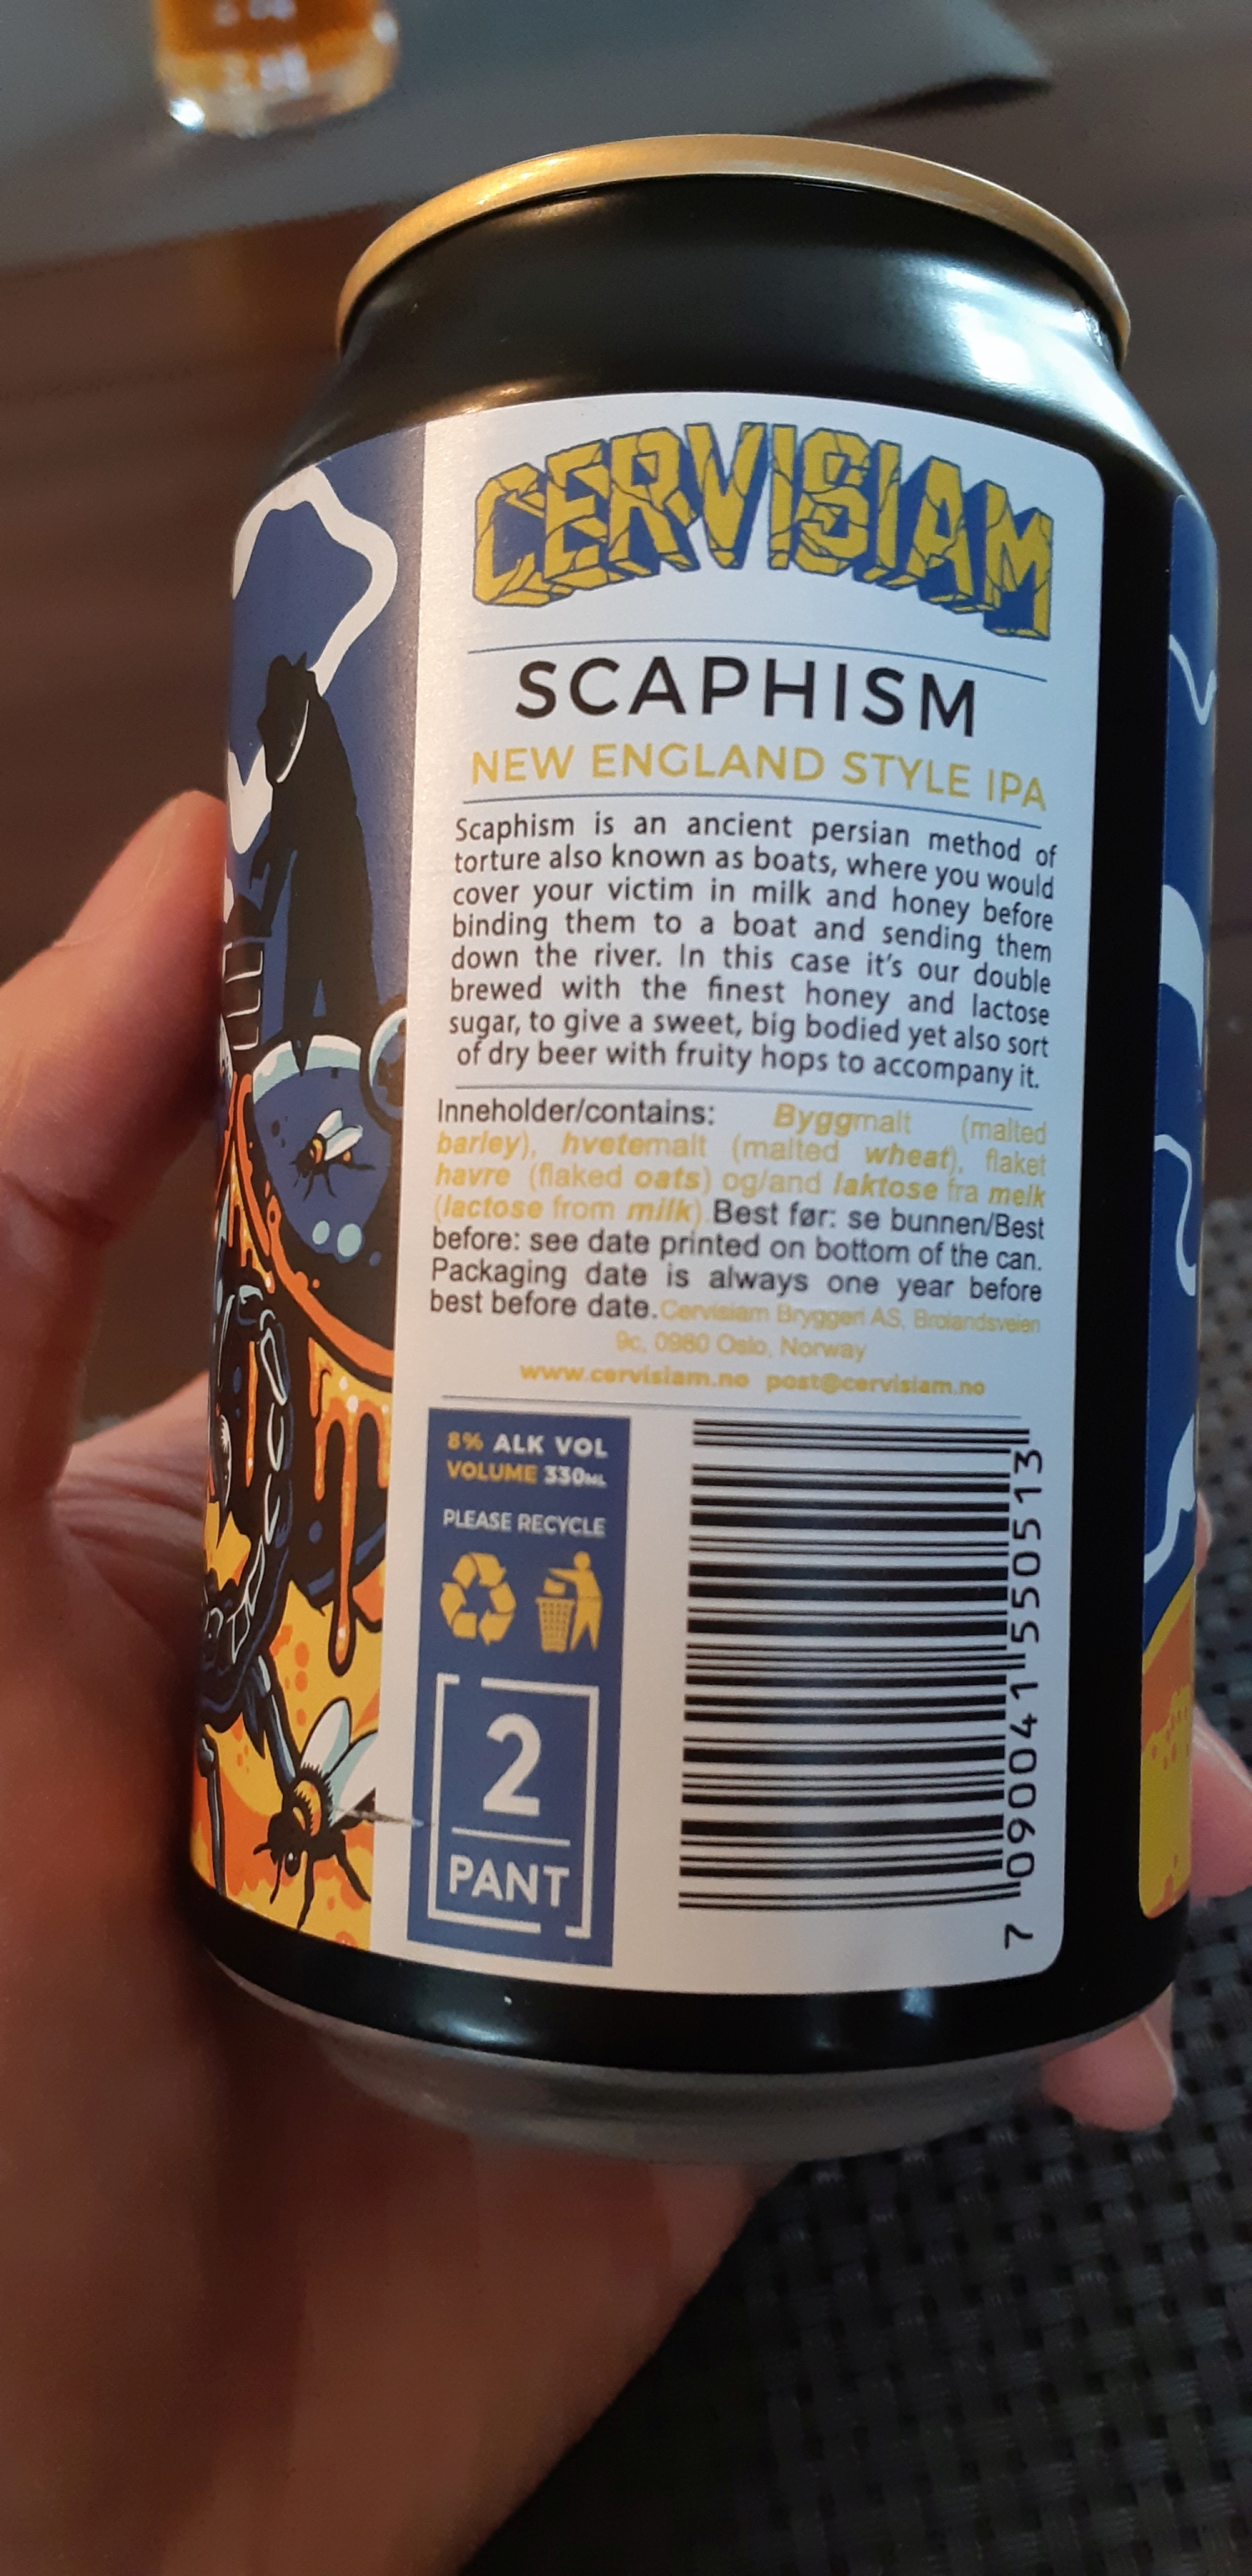 CERVISIAM
SCAPHISM
NEW ENGLAND STYLE IPA
Scaphism is an ancient persian method of
torture also known as boats, where you would
cover your victim in milk and honey before
binding them to a boat and sending them
down the river. In this case it's our double
brewed with the finest honey and lactose
sugar, to give a sweet, big bodied yet also sort
of dry beer with fruity hops to accompany it.
Inneholder/contains: Byggmalt (malted
barley), hvetemalt (malted wheat), flaket
havre (flaked oats) og/and laktose fra melk
(lactose from milk). Best før: se bunnen/Best
before: see date printed on bottom of the can.
Packaging date is always one year before
best before date. Cervisiam Bryggeri AS, Brolandsveien
9c, 0980 Oslo, Norway
www.cervisiam.no post@cervisiam.no
8% ALK VOL
VOLUME 330ML
PLEASE RECYCLE
2
PANT
7 090041 550513